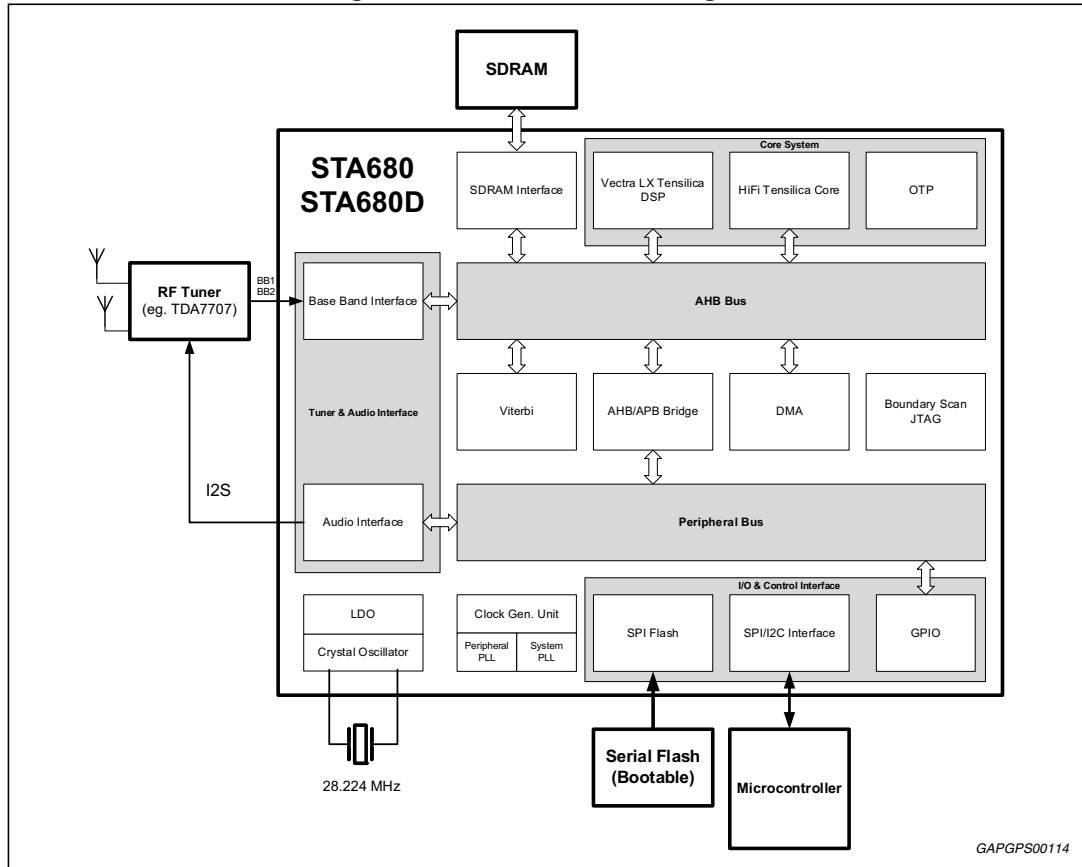 SDRAM
STA680
STA680D
SDRAM Interface
Core System
Vectra LX Tensilica
DSP
HiFi Tensilica Core
OTP
RF Tuner
(eg. TDA7707)
BB1
BB2
Base Band Interface
AHB Bus
Tuner & Audio Interface
Viterbi
AHB/APB Bridge
DMA
Boundary Scan
JTAG
I2S
Audio Interface
Peripheral Bus
I/O & Control Interface
LDO
Crystal Oscillator
Clock Gen. Unit
Peripheral
PLL
System
PLL
SPI Flash
SPI/I2C Interface
GPIO
28.224 MHz
Serial Flash
(Bootable)
Microcontroller
GAPGPS00114